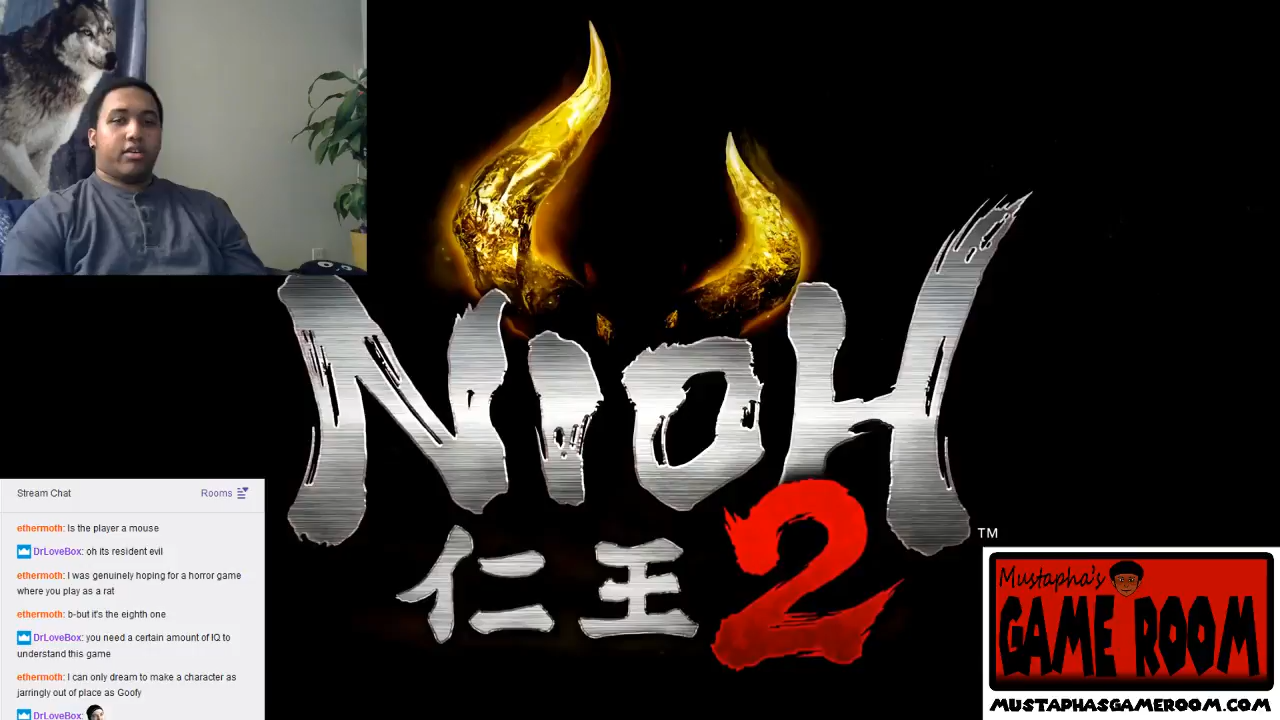 NIOH
仁王2
TM
Stream Chat
Rooms
ethermoth: Is the player a mouse
DrLoveBox: oh its resident evil
ethermoth: I was genuinely hoping for a horror game
where you play as a rat
ethermoth: b-but it's the eighth one
DrLoveBox: you need a certain amount of IQ to
understand this game
ethermoth: I can only dream to make a character as
jarringly out of place as Goofy
DrLoveBox:
Mustapha's
GAME ROOM
MUSTAPHASGAMEROOM.COM